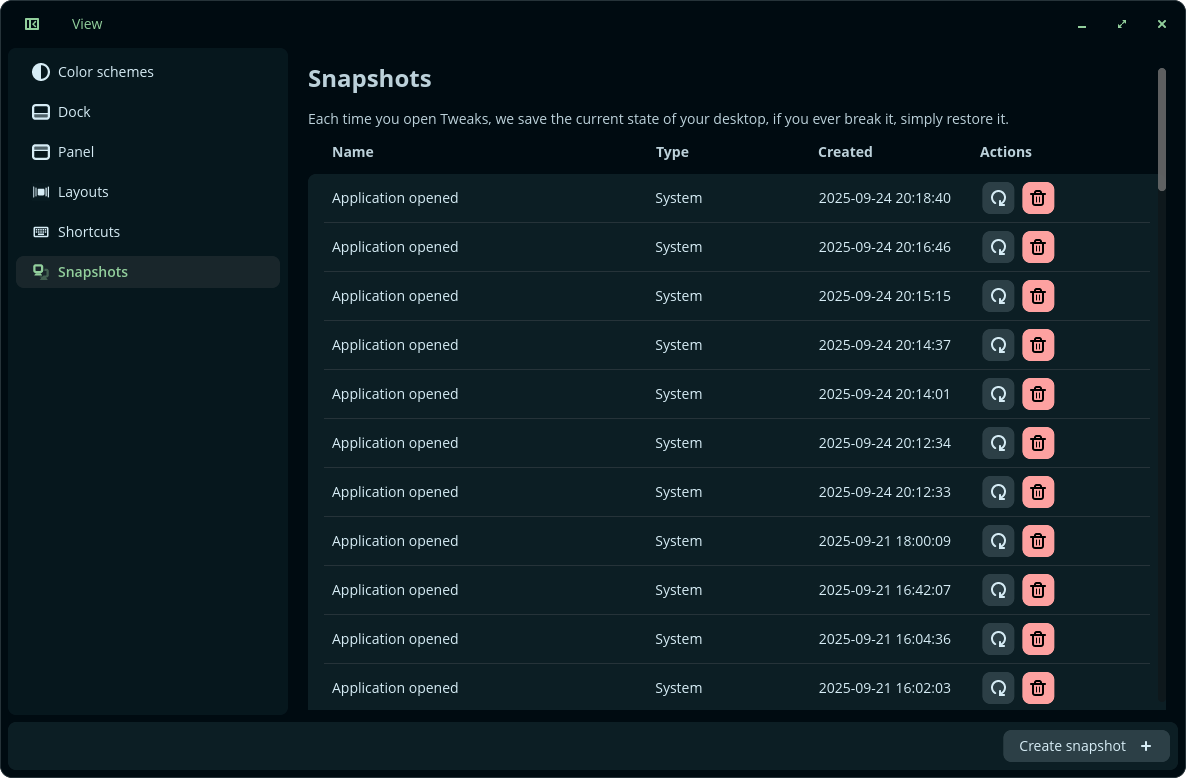 View
Color schemes
Dock
Panel
Layouts
Shortcuts
Snapshots
Snapshots
Each time you open Tweaks, we save the current state of your desktop, if you ever break it, simply restore it.
Name Type Created Actions
Application opened System 2025-09-24 20:18:40
Application opened System 2025-09-24 20:16:46
Application opened System 2025-09-24 20:15:15
Application opened System 2025-09-24 20:14:37
Application opened System 2025-09-24 20:14:01
Application opened System 2025-09-24 20:12:34
Application opened System 2025-09-24 20:12:33
Application opened System 2025-09-21 18:00:09
Application opened System 2025-09-21 16:42:07
Application opened System 2025-09-21 16:04:36
Application opened System 2025-09-21 16:02:03
Create snapshot